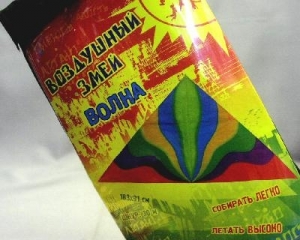 ВОЗДУШНЫЙ
ЗМЕЙ
ВОЛНА
СОБИРАТЬ ЛЕГКО
ЛЕТАТЬ ВЫСОКО